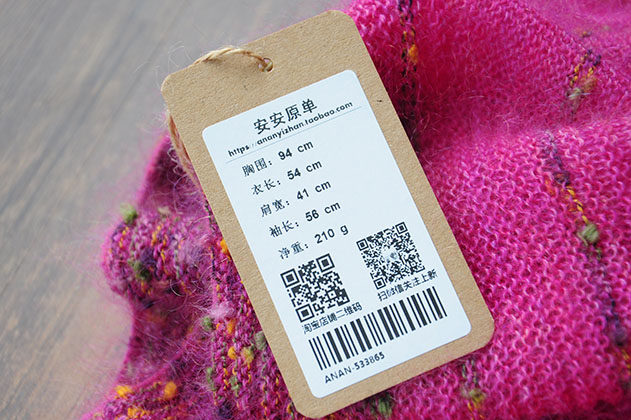 安安原单
https://ananyizhan.taobao.com
胸围：94 cm
衣长：54 cm
肩宽：41 cm
袖长：56 cm
净重：210 g
淘宝店铺二维码
扫微信关注上新
ANAN-533865